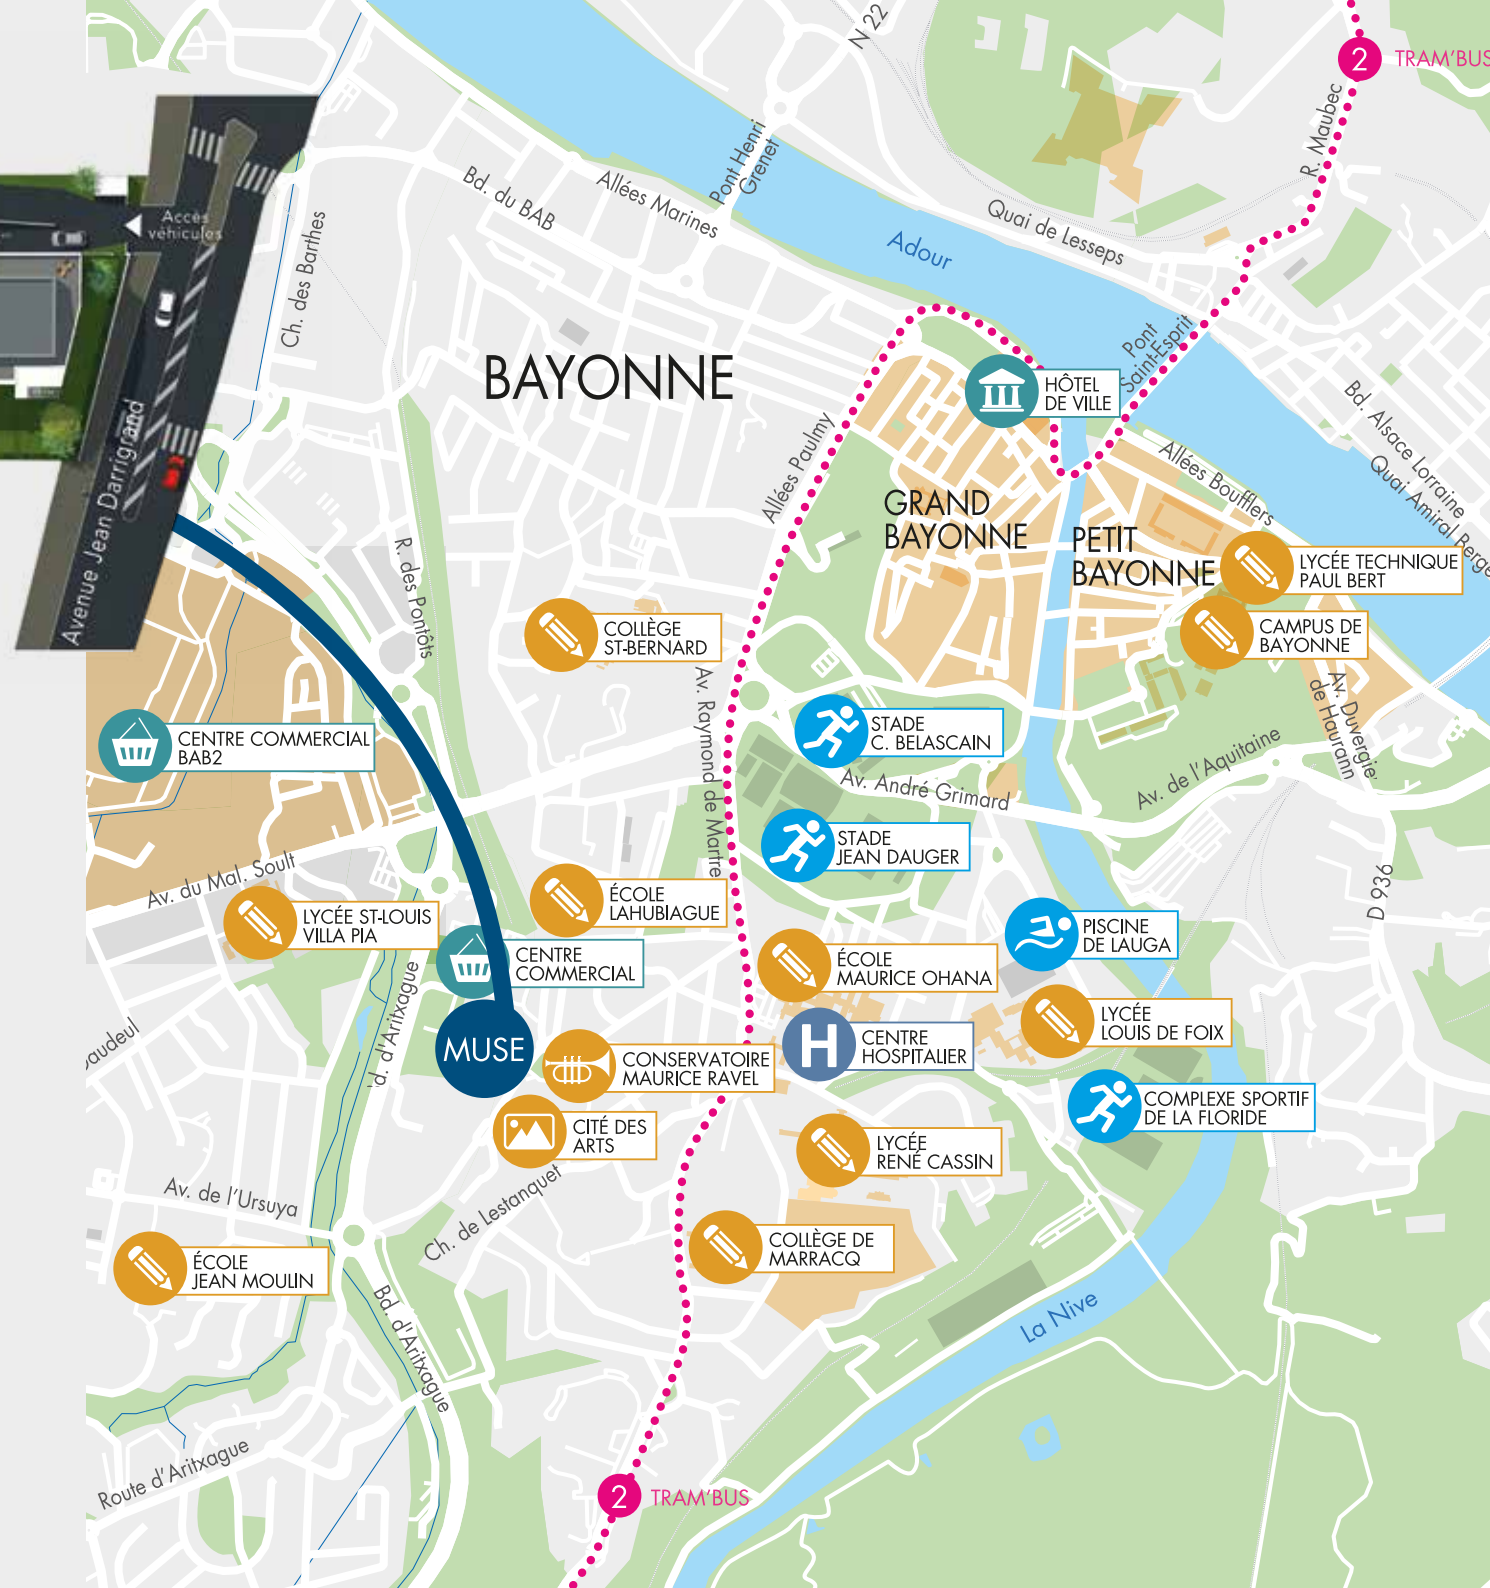 N 22
2
TRAM'BUS
R. Maubec
Pont Henri
Grenet
Bd. du BAB
Allées Marines
Quai de Lesseps
Adour
Accès
véhicules
Ch. des Barthes
Pont
Saint-Esprit
BAYONNE
HÔTEL
DE VILLE
Bd. Alsace Lorraine
Quai Amiral Berge
Allées Paulmy
Allées Boufflers
Avenue Jean Darrigrand
GRAND
BAYONNE
PETIT
BAYONNE
LYCÉE TECHNIQUE
PAUL BERT
R. des Pontôts
COLLÈGE
ST-BERNARD
CAMPUS DE
BAYONNE
Av. Raymond de Martre
Av. Duvergier
de Haurann
STADE
C. BELASCAIN
CENTRE COMMERCIAL
BAB2
Av. André Grimard
Av. de l'Aquitaine
STADE
JEAN DAUGER
Av. du Mal. Soult
D 936
ÉCOLE
LAHUBIAGUE
LYCÉE ST-LOUIS
VILLA PIA
PISCINE
DE LAUGA
CENTRE
COMMERCIAL
ÉCOLE
MAURICE OHANA
'd. d'Aritxague
LYCÉE
LOUIS DE FOIX
audeul
MUSE
H
CENTRE
HOSPITALIER
CONSERVATOIRE
MAURICE RAVEL
COMPLEXE SPORTIF
DE LA FLORIDE
CITÉ DES
ARTS
LYCÉE
RENÉ CASSIN
Av. de l'Ursuya
Ch. de Lestanquet
COLLÈGE DE
MARRACQ
ÉCOLE
JEAN MOULIN
Bd. d'Aritxague
La Nive
Route d'Aritxague
2
TRAM'BUS